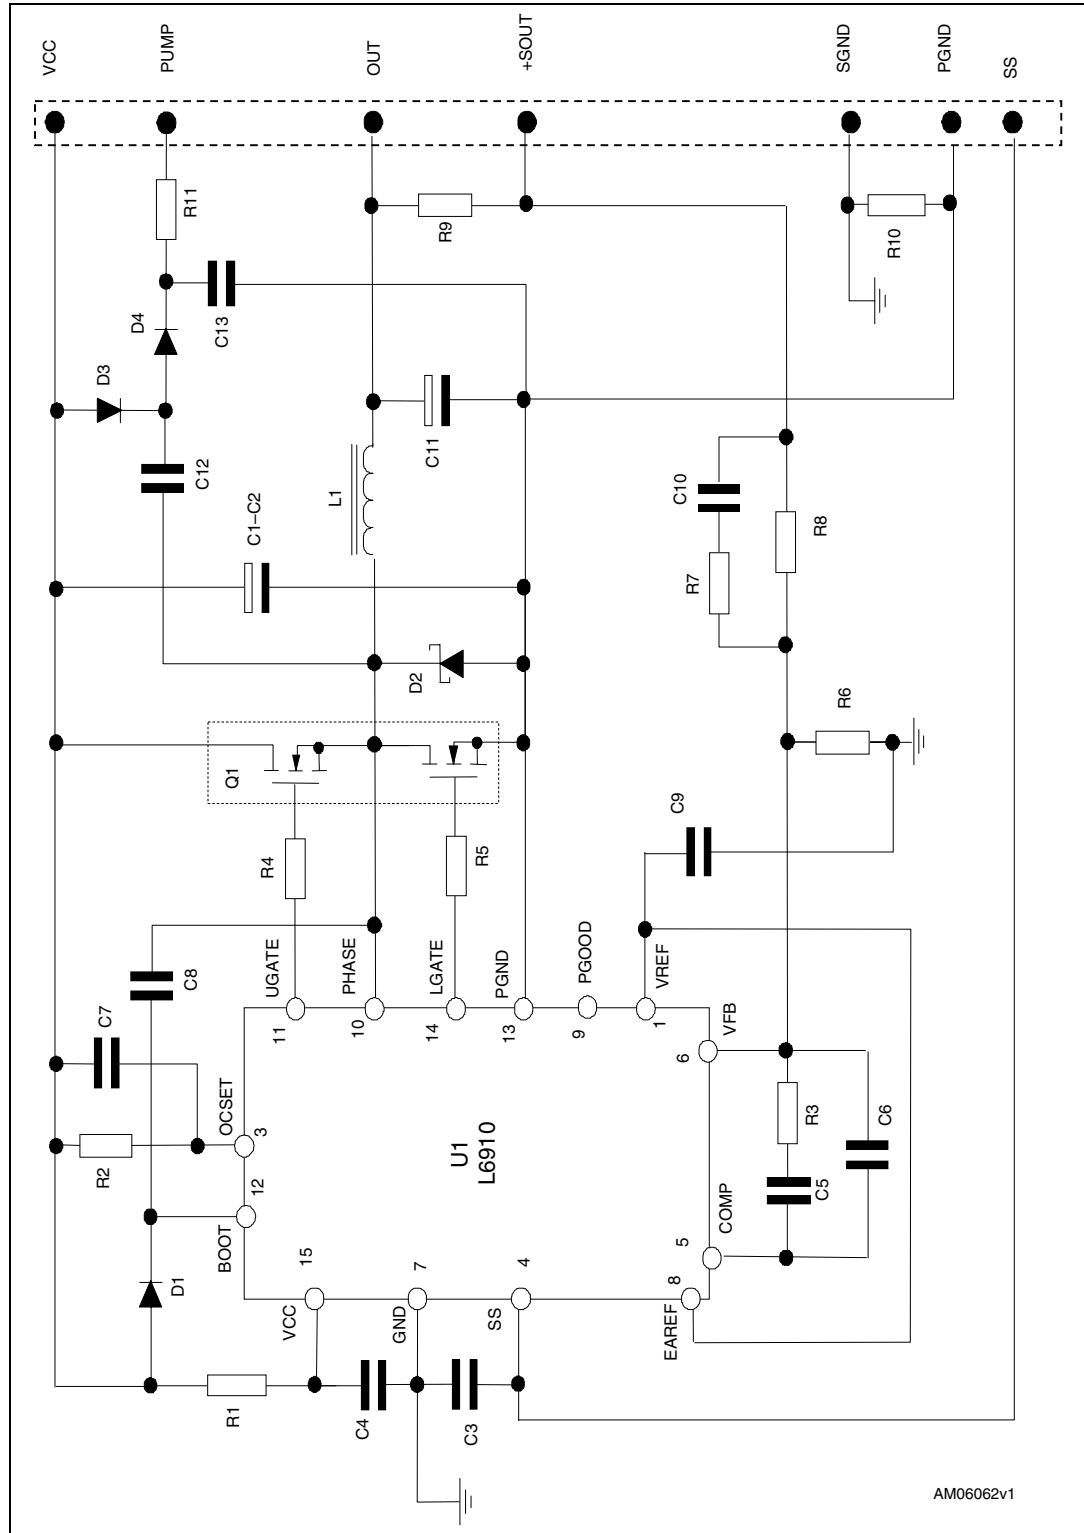 VCC
PUMP
OUT
+SOUT
SGND
PGND
SS
R11
R9
R10
D4
C13
D3
C12
C11
L1
C1–C2
C10
R8
R7
D2
R6
Q1
C9
R4
R5
C8
C7
R2
UGATE
11
PHASE
10
LGATE
14
PGND
13
PGOOD
9
VREF
1
OCSET
3
BOOT
12
VFB
6
U1
L6910
R3
C6
C5
COMP
5
D1
VCC
15
GND
7
SS
4
EAREF
8
R1
C4
C3
AM06062v1